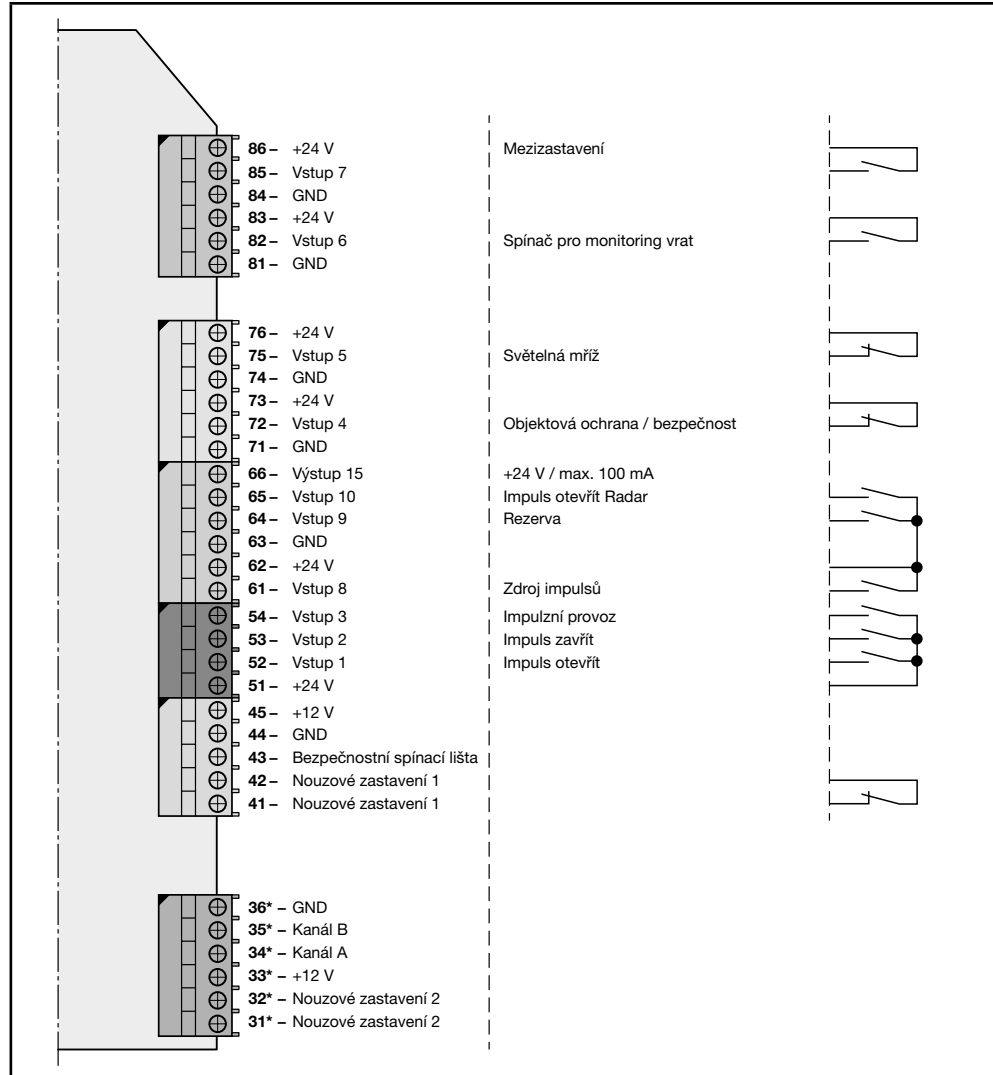 86 – +24 V Mezizastavení
85 – Vstup 7
84 – GND
83 – +24 V
82 – Vstup 6 Spínač pro monitoring vrat
81 – GND
76 – +24 V
75 – Vstup 5 Světelná mříž
74 – GND
73 – +24 V
72 – Vstup 4 Objektová ochrana / bezpečnost
71 – GND
66 – Výstup 15 +24 V / max. 100 mA
65 – Vstup 10 Impuls otevřít Radar
64 – Vstup 9 Rezerva
63 – GND
62 – +24 V
61 – Vstup 8 Zdroj impulsů
54 – Vstup 3 Impulzní provoz
53 – Vstup 2 Impuls zavřít
52 – Vstup 1 Impuls otevřít
51 – +24 V
45 – +12 V
44 – GND
43 – Bezpečnostní spínací lišta
42 – Nouzové zastavení 1
41 – Nouzové zastavení 1
36* – GND
35* – Kanál B
34* – Kanál A
33* – +12 V
32* – Nouzové zastavení 2
31* – Nouzové zastavení 2